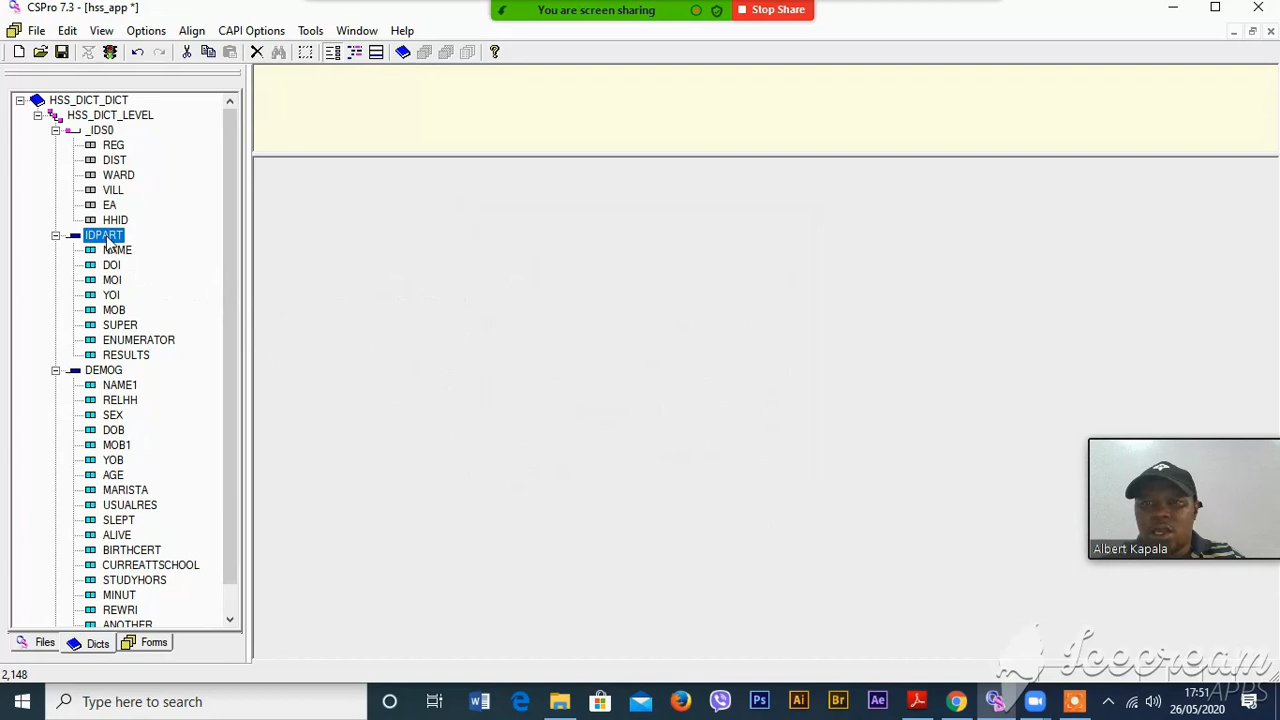 CSPro 7.3 - [hss_app *]
You are screen sharing
Stop Share
File Edit View Options Align CAPI Options Tools Window Help
HSS_DICT_DICT
HSS_DICT_LEVEL
_IDS0
REG
DIST
WARD
VILL
EA
HHID
IDPART
NAME
DOI
MOI
YOI
MOB
SUPER
ENUMERATOR
RESULTS
DEMOG
NAME1
RELHH
SEX
DOB
MOB1
YOB
AGE
MARISTA
USUALRES
SLEPT
ALIVE
BIRTHCERT
CURREATTSCHOOL
STUDYHORS
MINUT
REWRI
ANOTHER
Files Dicts Forms
Albert Kapala
Icecream
APPS
2,148
Type here to search
17:51
26/05/2020